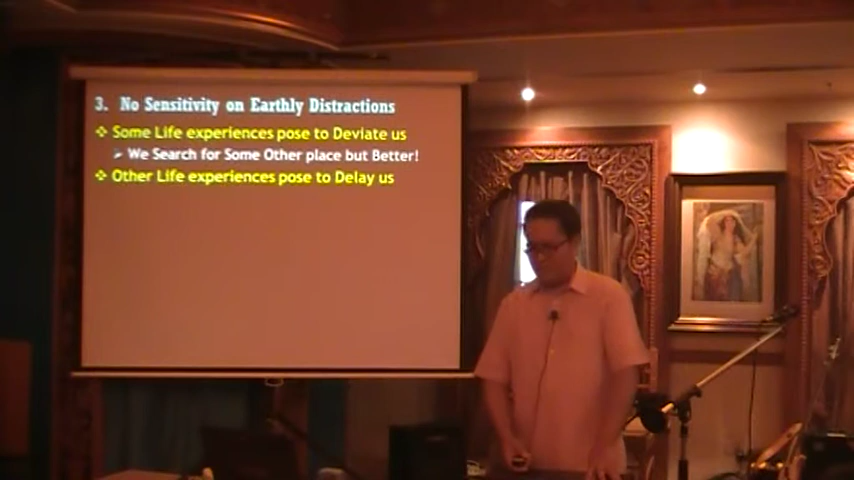 3. No Sensitivity on Earthly Distractions
Some Life experiences pose to Deviate us
We Search for Some Other place but Better!
Other Life experiences pose to Delay us